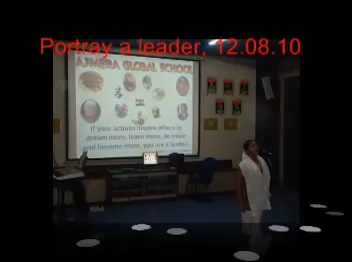 Portray a leader, 12.08.10
AJMERA GLOBAL SCHOOL
If your actions inspire others to
dream more, learn more, do more
and become more, you are a leader.